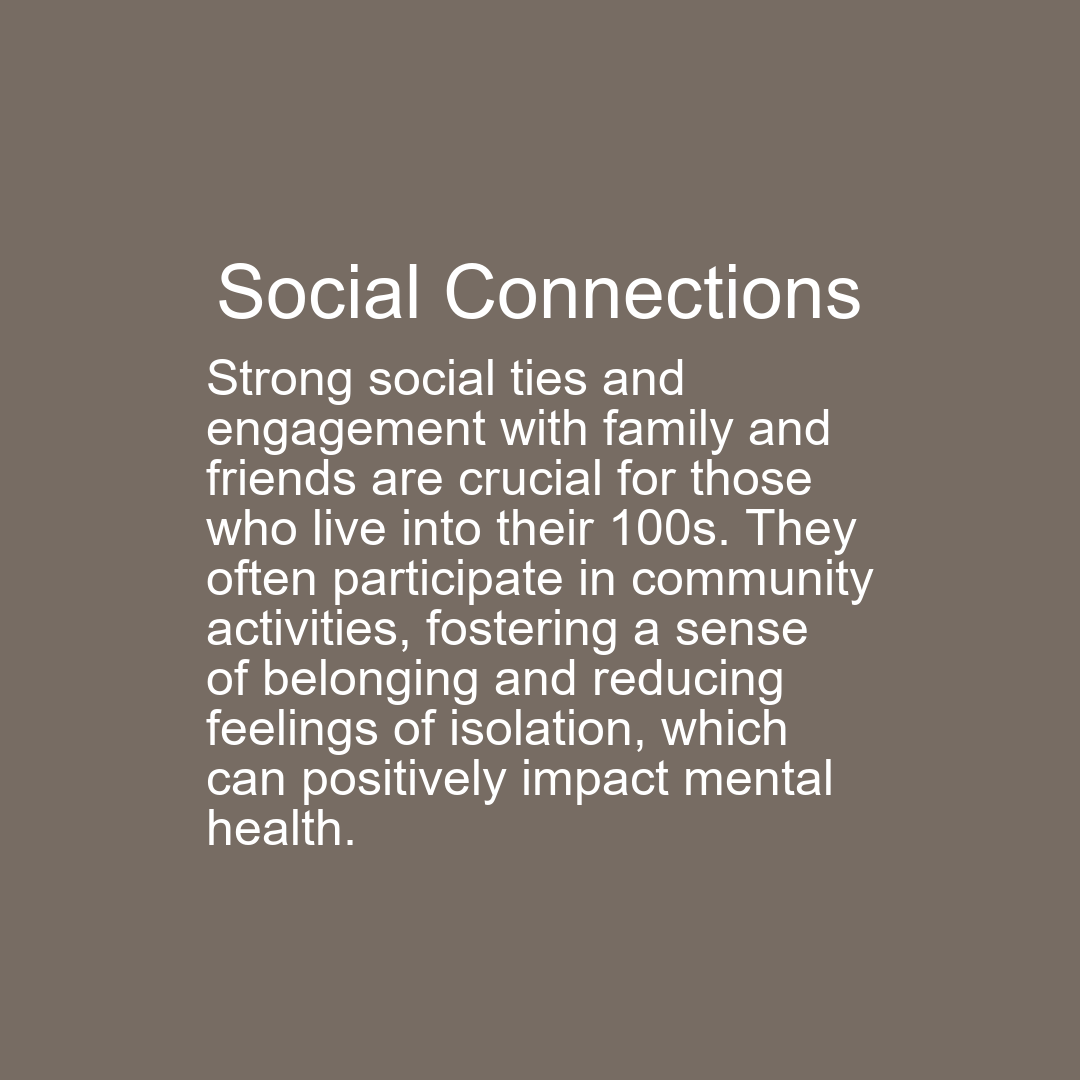 Social Connections
Strong social ties and
engagement with family and
friends are crucial for those
who live into their 100s. They
often participate in community
activities, fostering a sense
of belonging and reducing
feelings of isolation, which
can positively impact mental
health.